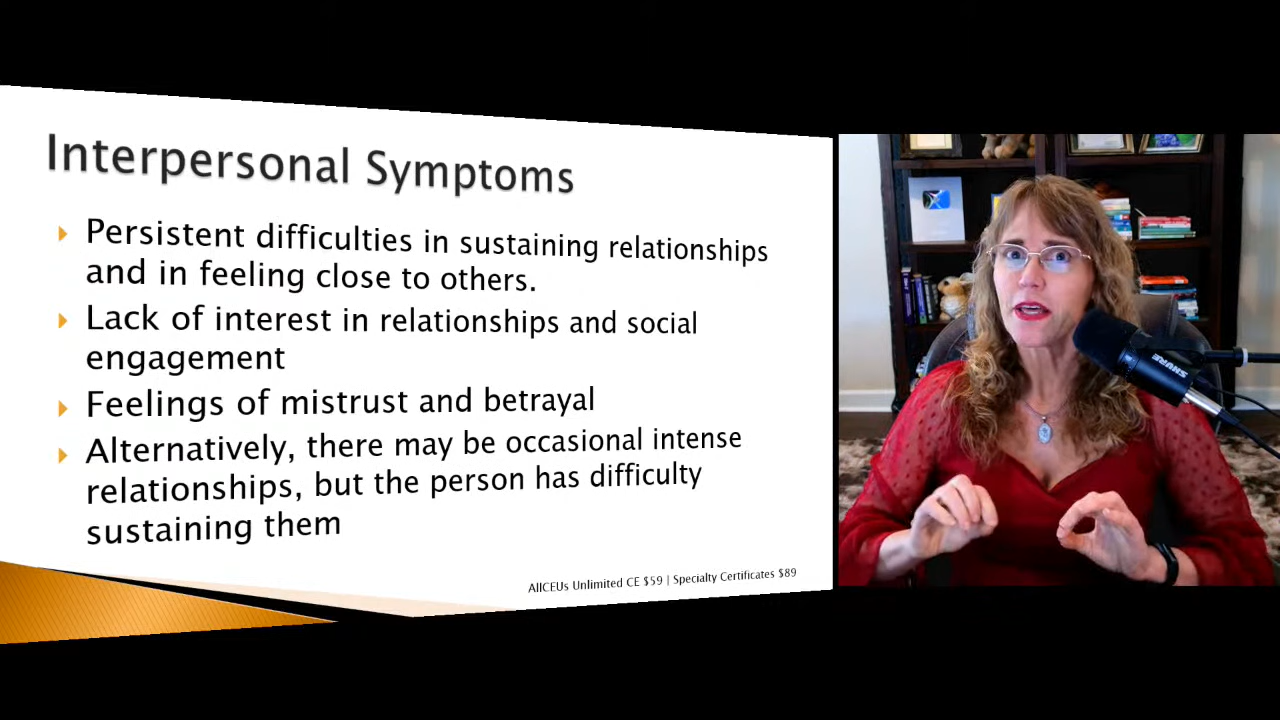 Interpersonal Symptoms
Persistent difficulties in sustaining relationships
and in feeling close to others.
Lack of interest in relationships and social
engagement
Feelings of mistrust and betrayal
Alternatively, there may be occasional intense
relationships, but the person has difficulty
sustaining them
AllCEUs Unlimited CE $59 | Specialty Certificates $89
SHURE